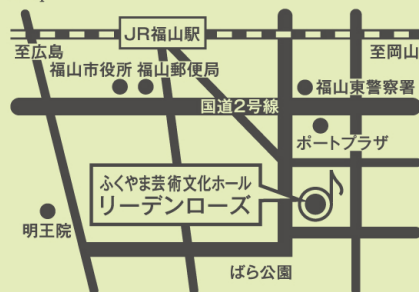 JR福山駅
至広島
至岡山
福山市役所 福山郵便局
福山東警察署
国道2号線
ポートプラザ
ふくやま芸術文化ホール
リーデンローズ
明王院
ばら公園